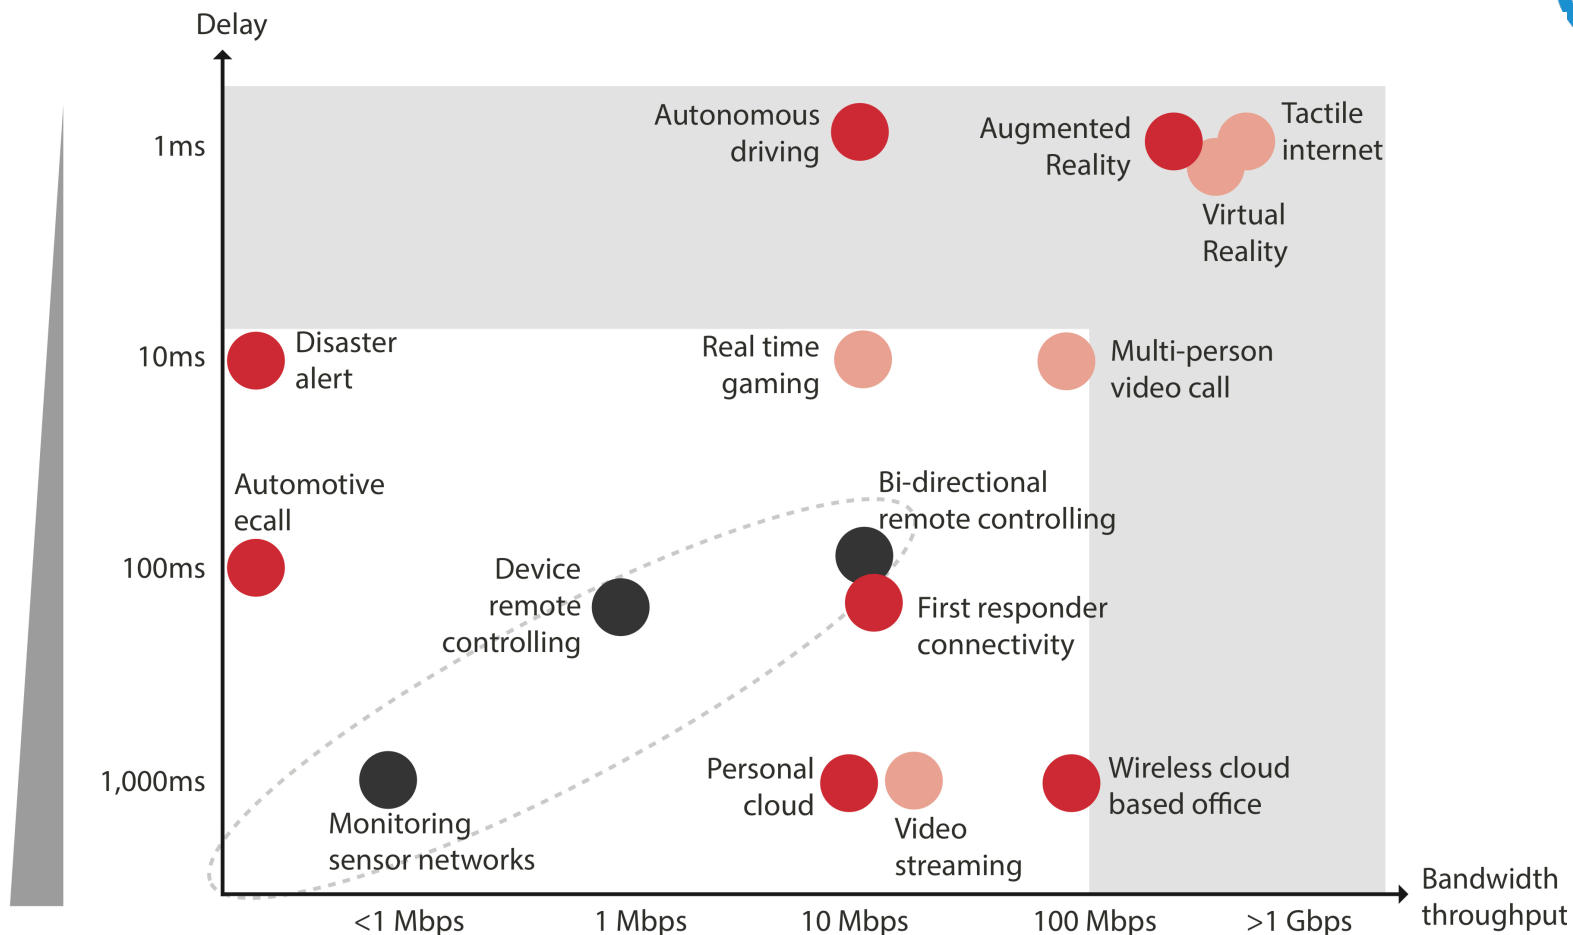 Delay
1ms
10ms
100ms
1,000ms
Autonomous
driving
Augmented
Reality
Tactile
internet
Virtual
Reality
Disaster
alert
Real time
gaming
Multi-person
video call
Automotive
ecall
Device
remote
controlling
Bi-directional
remote controlling
First responder
connectivity
Monitoring
sensor networks
Personal
cloud
Video
streaming
Wireless cloud
based office
<1 Mbps
1 Mbps
10 Mbps
100 Mbps
>1 Gbps
Bandwidth
throughput